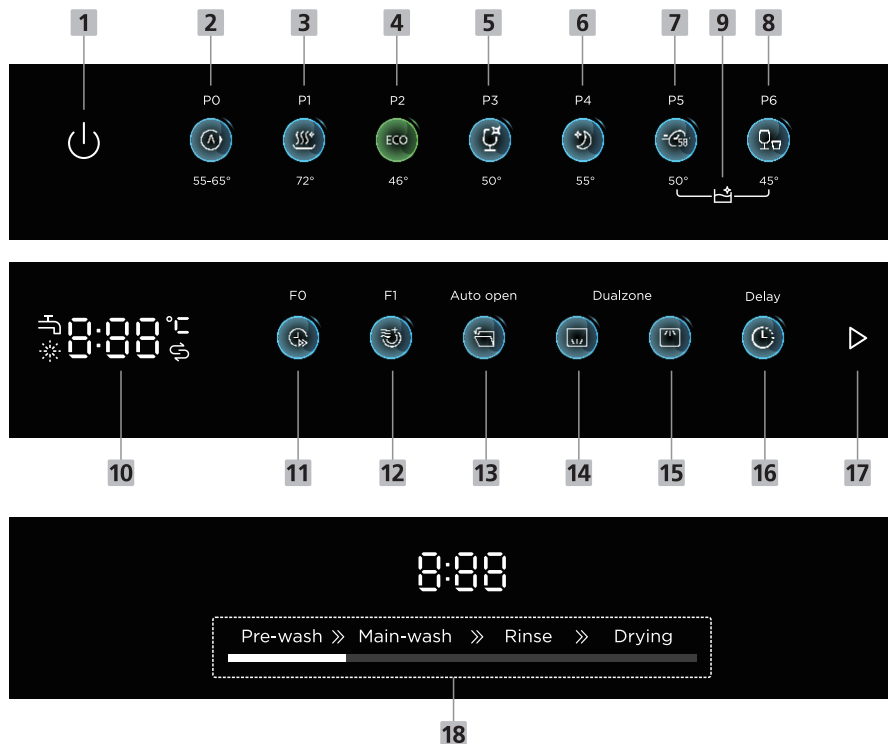 1 2 3 4 5 6 7 9 8
P0 P1 P2 P3 P4 P5 P6
A ECO 58'
55-65° 72° 46° 50° 55° 50° 45°
F0 F1 Auto open Dualzone Delay
8:88 °C
10 11 12 13 14 15 16 17
8:88
Pre-wash » Main-wash » Rinse » Drying
18